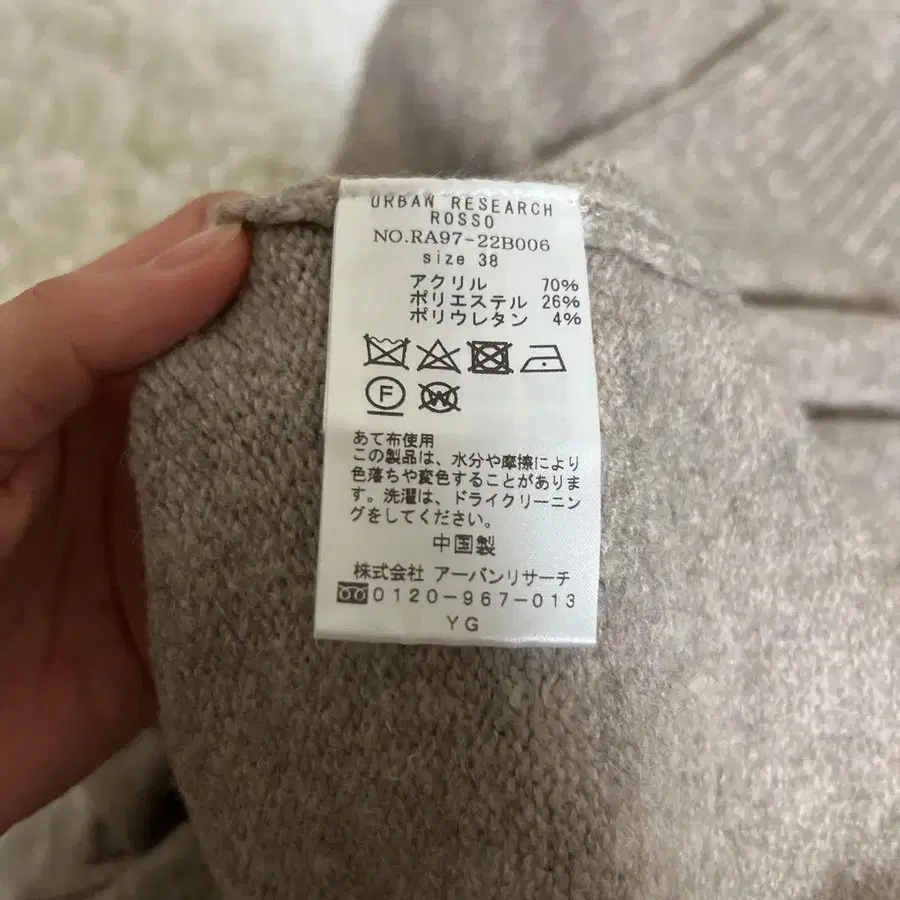 URBAN RESEARCH
ROSSO
NO.RA97-22B006
size 38
アクリル 70%
ポリエステル 26%
ポリウレタン 4%
F W
あて布使用
この製品は、水分や摩擦により
色落ちや変色することがありま
す。洗濯は、ドライクリーニン
グをしてください。
中国製
株式会社 アーバンリサーチ
0120-967-013
YG